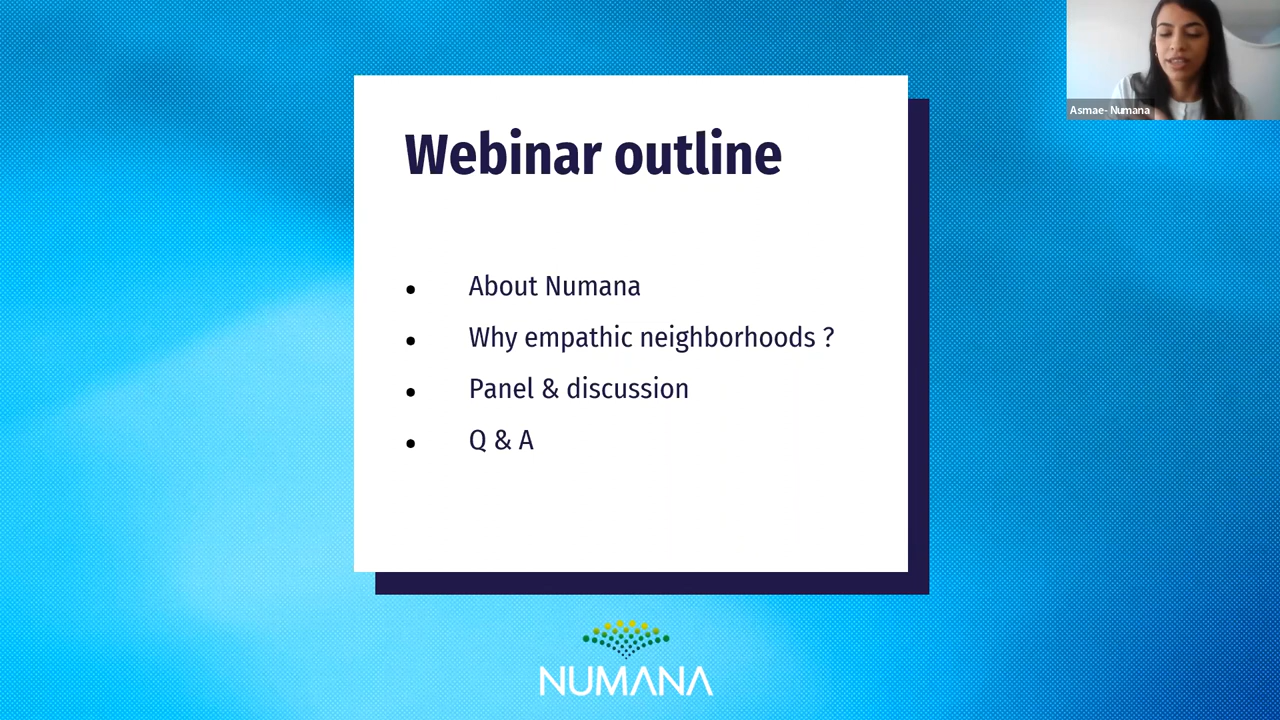 Asmae- Numana
Webinar outline
• About Numana
• Why empathic neighborhoods ?
• Panel & discussion
• Q & A
NUMANA